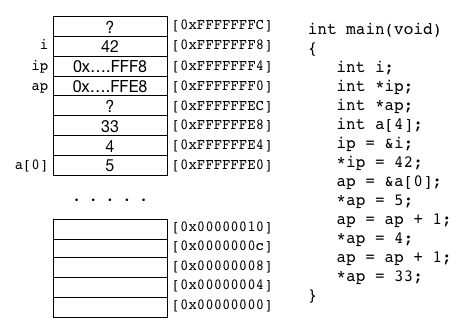 ? [0xFFFFFFFC]
i 42 [0xFFFFFFF8]
ip 0x....FFF8 [0xFFFFFFF4]
ap 0x....FFE8 [0xFFFFFFF0]
? [0xFFFFFFEC]
33 [0xFFFFFFE8]
4 [0xFFFFFFE4]
a[0] 5 [0xFFFFFFE0]
. . . . .
[0x00000010]
[0x0000000c]
[0x00000008]
[0x00000004]
[0x00000000]
int main(void)
{
int i;
int *ip;
int *ap;
int a[4];
ip = &i;
*ip = 42;
ap = &a[0];
*ap = 5;
ap = ap + 1;
*ap = 4;
ap = ap + 1;
*ap = 33;
}